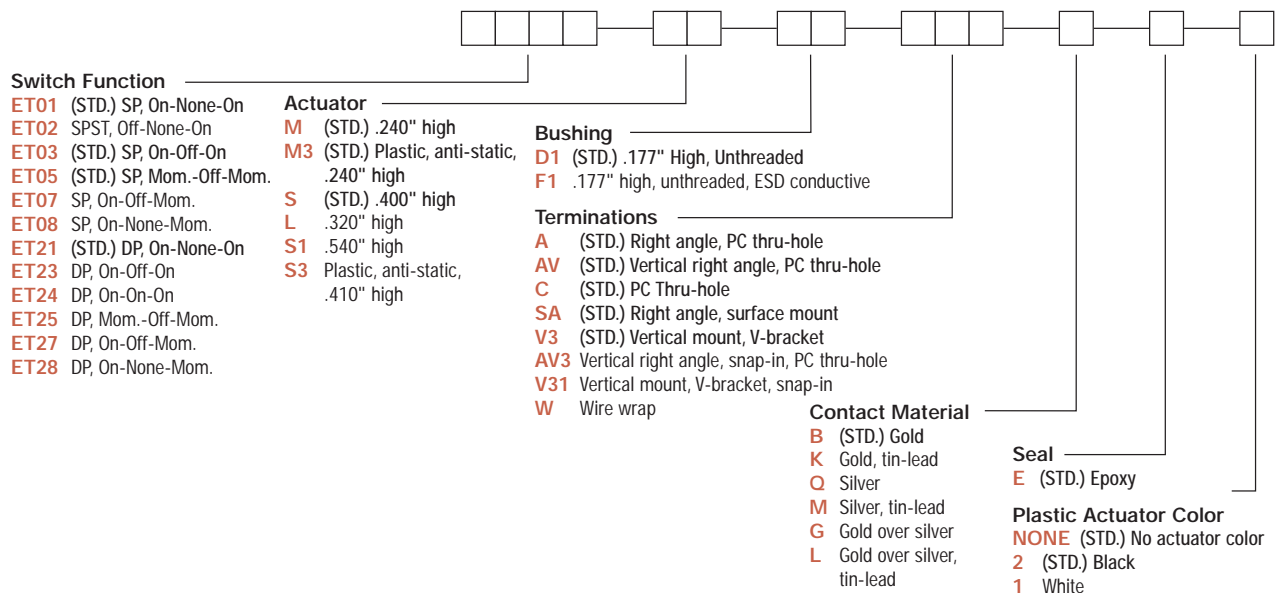 Switch Function
ET01 (STD.) SP, On-None-On
ET02 SPST, Off-None-On
ET03 (STD.) SP, On-Off-On
ET05 (STD.) SP, Mom.-Off-Mom.
ET07 SP, On-Off-Mom.
ET08 SP, On-None-Mom.
ET21 (STD.) DP, On-None-On
ET23 DP, On-Off-On
ET24 DP, On-On-On
ET25 DP, Mom.-Off-Mom.
ET27 DP, On-Off-Mom.
ET28 DP, On-None-Mom.
Actuator
M (STD.) .240" high
M3 (STD.) Plastic, anti-static,
.240" high
S (STD.) .400" high
L .320" high
S1 .540" high
S3 Plastic, anti-static,
.410" high
Bushing
D1 (STD.) .177" High, Unthreaded
F1 .177" high, unthreaded, ESD conductive
Terminations
A (STD.) Right angle, PC thru-hole
AV (STD.) Vertical right angle, PC thru-hole
C (STD.) PC Thru-hole
SA (STD.) Right angle, surface mount
V3 (STD.) Vertical mount, V-bracket
AV3 Vertical right angle, snap-in, PC thru-hole
V31 Vertical mount, V-bracket, snap-in
W Wire wrap
Contact Material
B (STD.) Gold
K Gold, tin-lead
Q Silver
M Silver, tin-lead
G Gold over silver
L Gold over silver,
tin-lead
Seal
E (STD.) Epoxy
Plastic Actuator Color
NONE (STD.) No actuator color
2 (STD.) Black
1 White